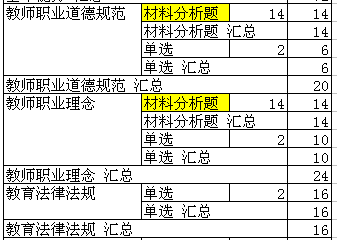 教师职业道德规范 材料分析题 14 14
材料分析题 汇总 14
单选 2 6
单选 汇总 6
教师职业道德规范 汇总 20
教师职业理念 材料分析题 14 14
材料分析题 汇总 14
单选 2 10
单选 汇总 10
教师职业理念 汇总 24
教育法律法规 单选 2 16
单选 汇总 16
教育法律法规 汇总 16